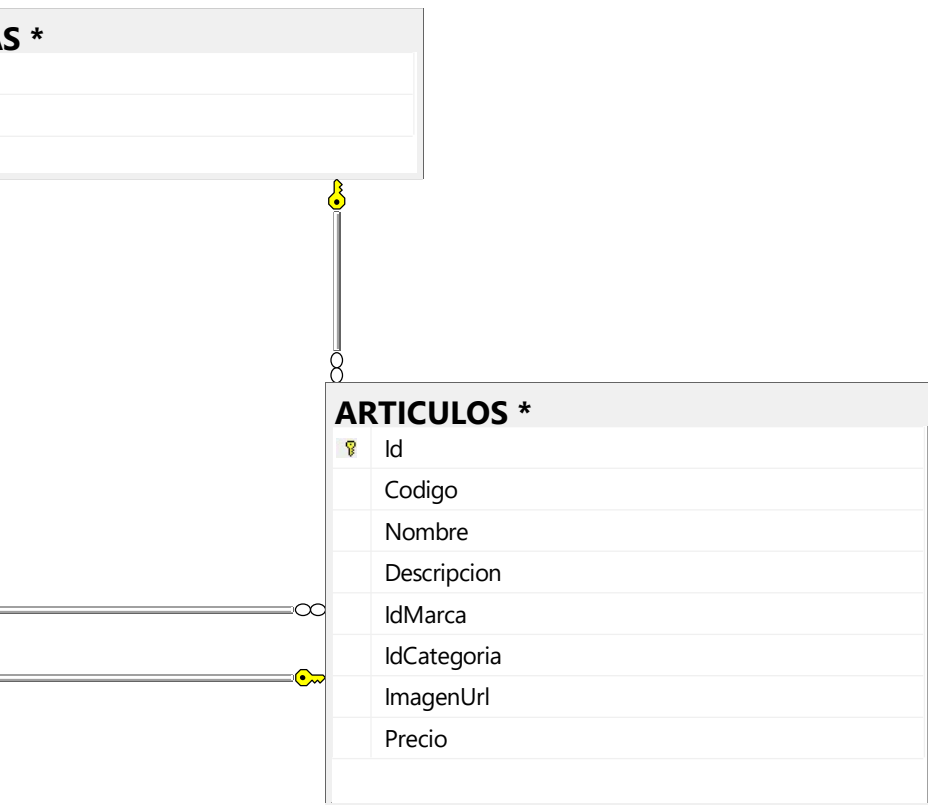 AS *
ARTICULOS *
Id
Codigo
Nombre
Descripcion
IdMarca
IdCategoria
ImagenUrl
Precio